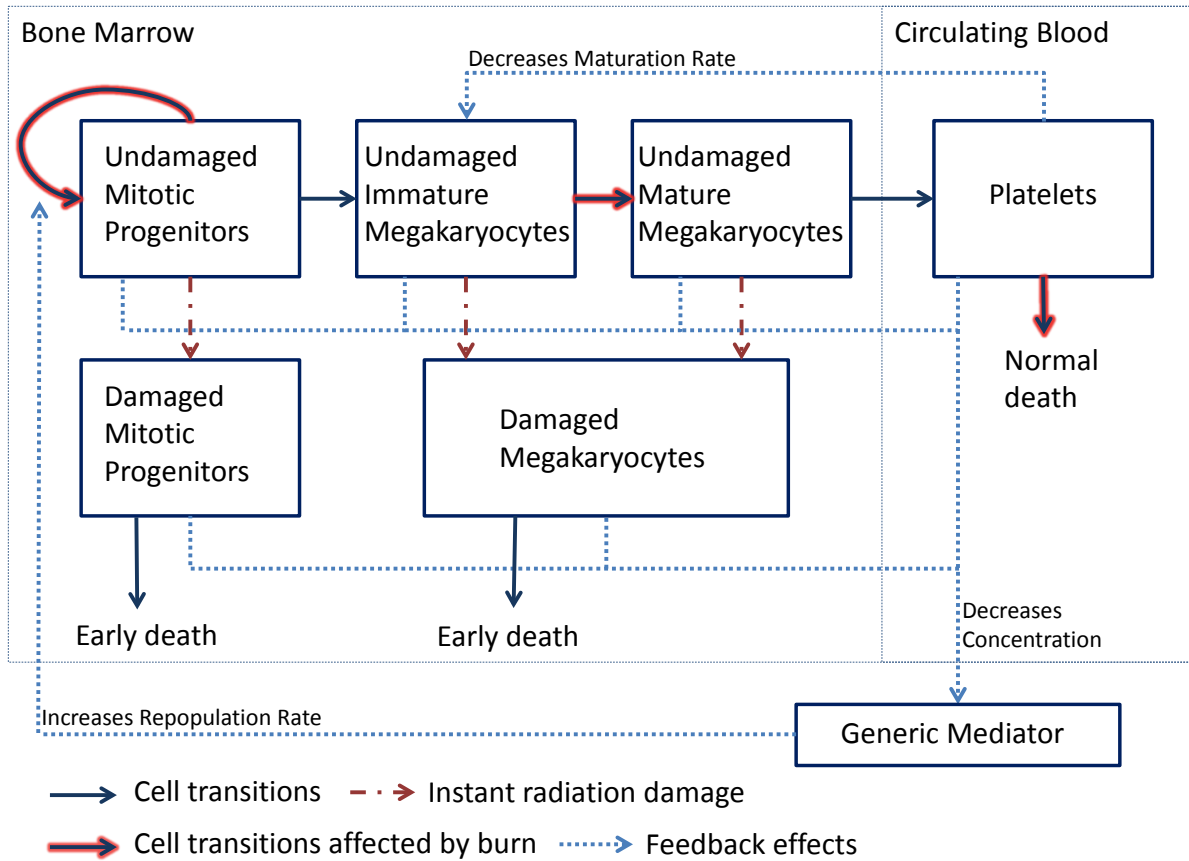 Bone Marrow
Circulating Blood
Decreases Maturation Rate
Undamaged
Mitotic
Progenitors
Undamaged
Immature
Megakaryocytes
Undamaged
Mature
Megakaryocytes
Platelets
Normal
death
Damaged
Mitotic
Progenitors
Damaged
Megakaryocytes
Early death
Early death
Decreases
Concentration
Increases Repopulation Rate
Generic Mediator
Cell transitions
Instant radiation damage
Cell transitions affected by burn
Feedback effects